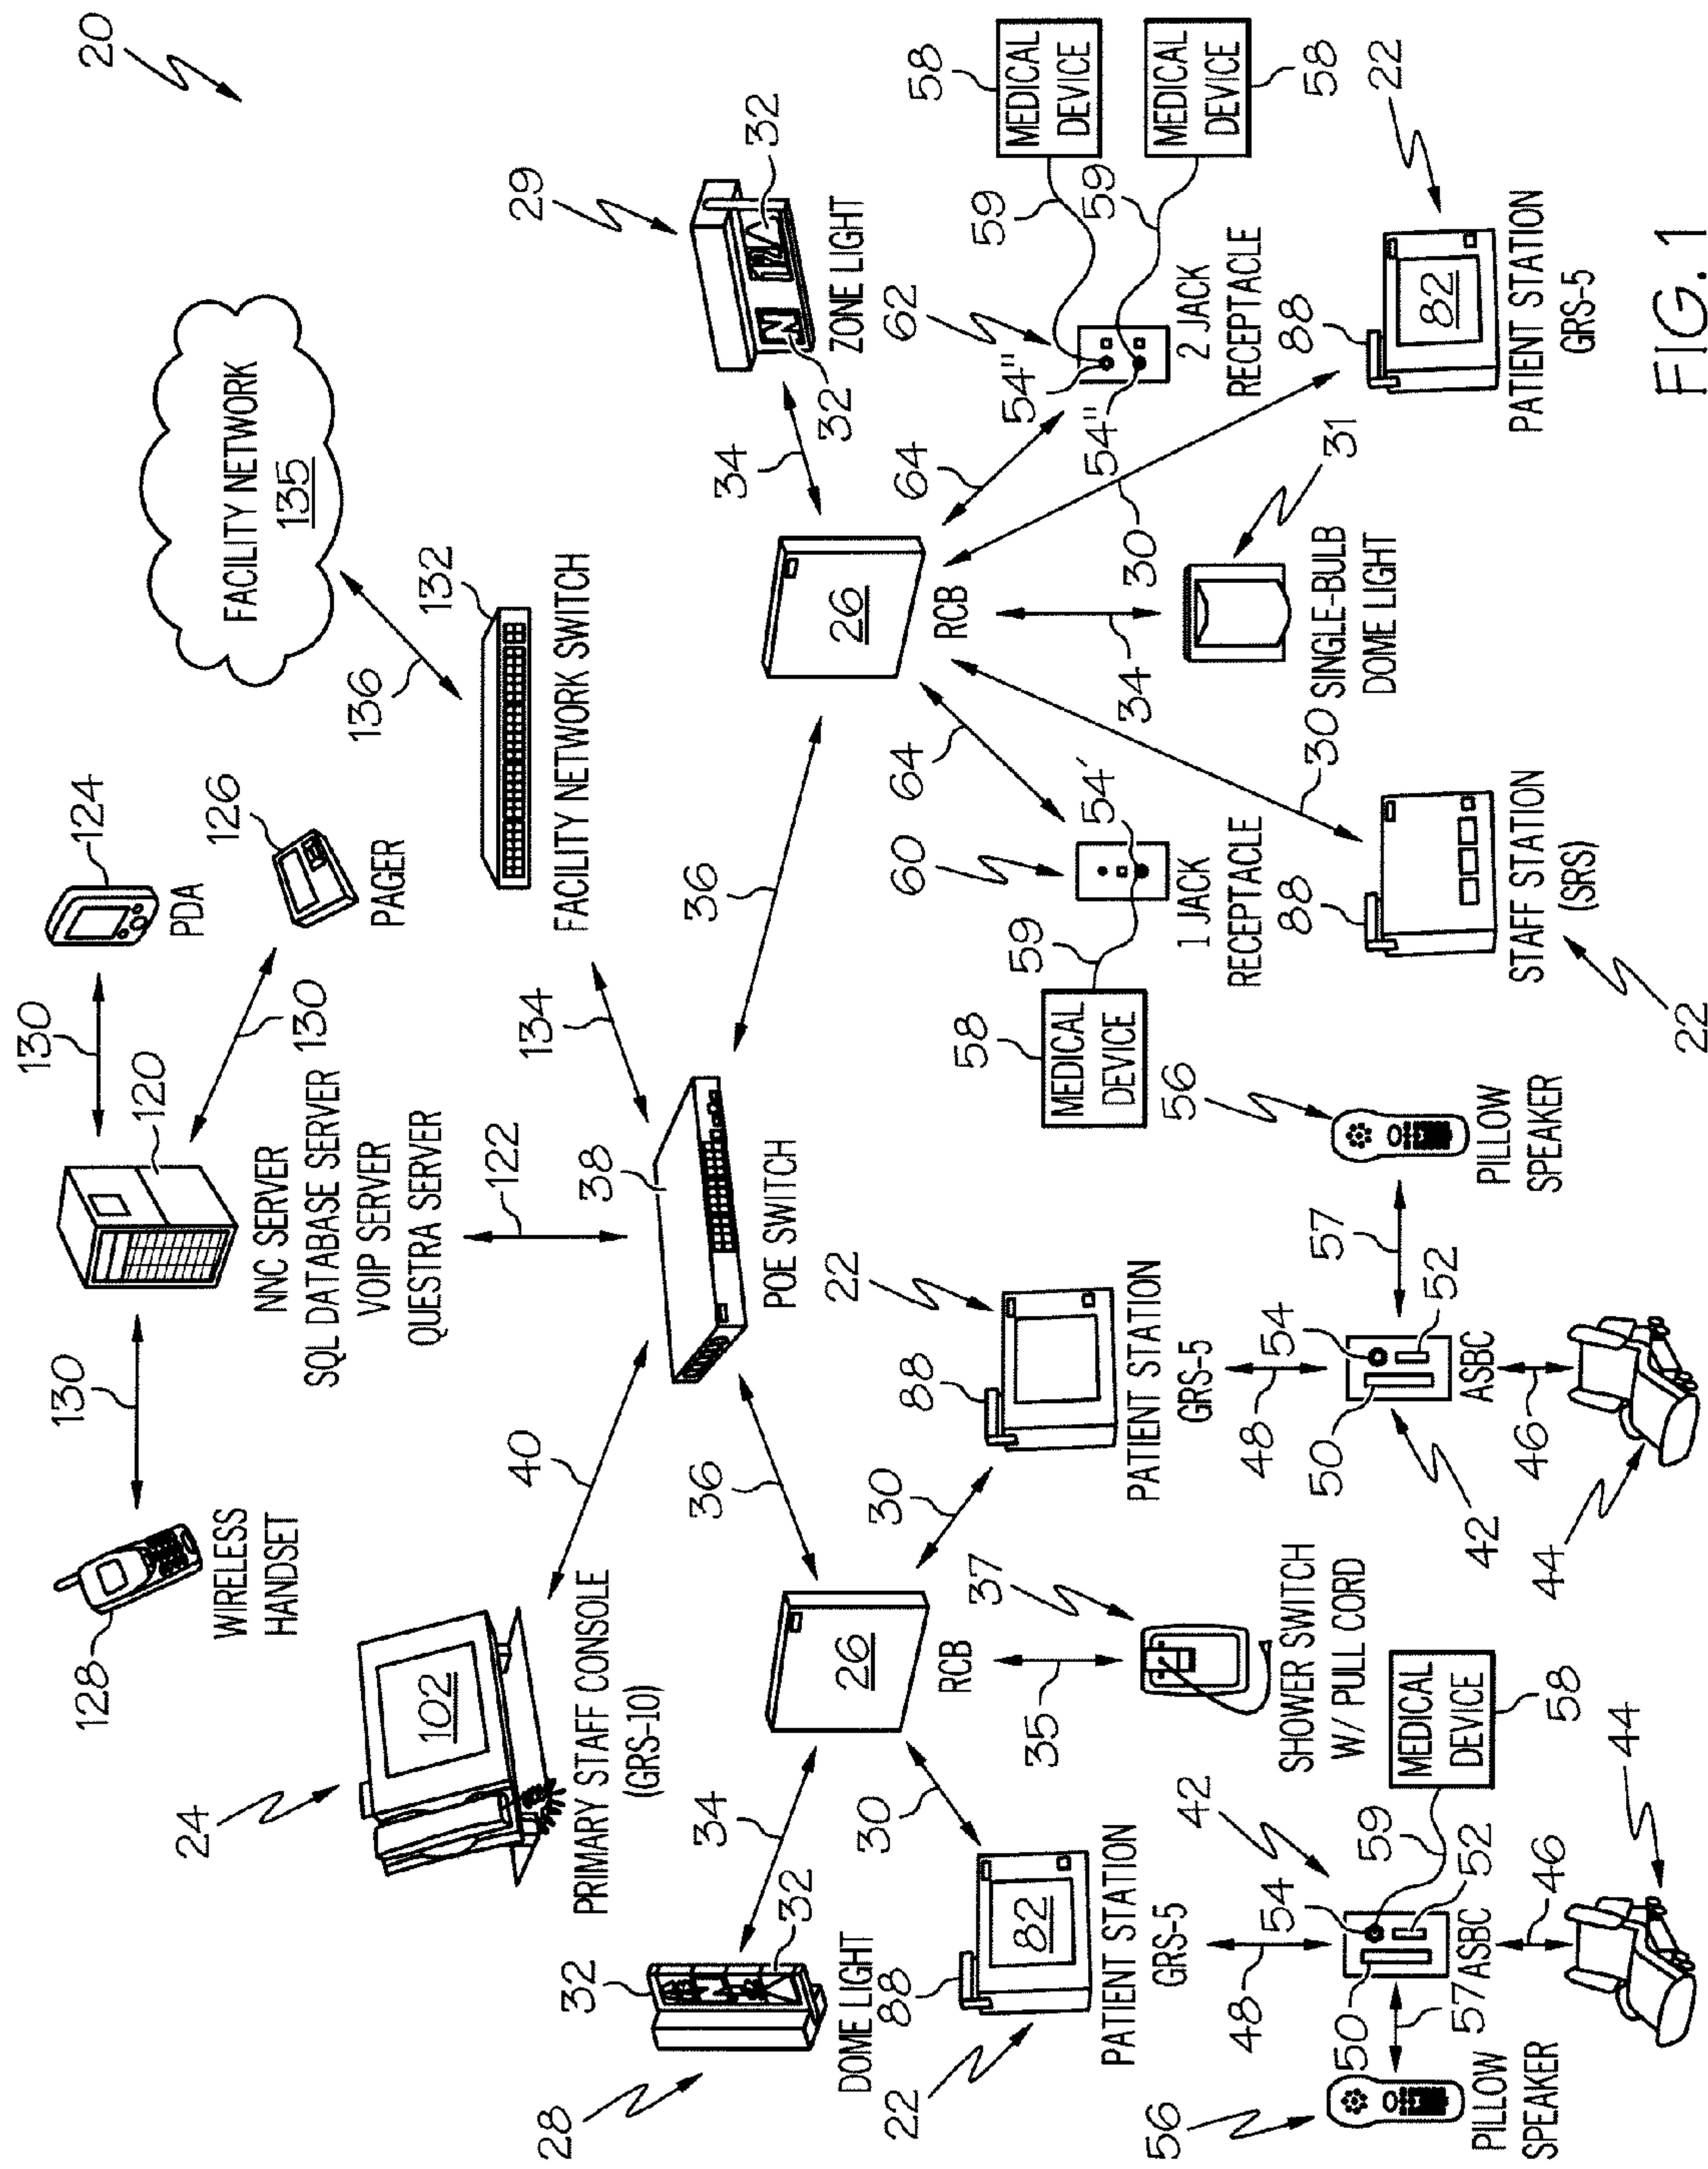 20
130
130
120
124
PDA
126
PAGER
130
128
WIRELESS
HANDSET
NNC SERVER
SQL DATABASE SERVER
VOIP SERVER
QUESTRA SERVER
122
FACILITY NETWORK
135
136
132
FACILITY NETWORK SWITCH
134
24
102
PRIMARY STAFF CONSOLE
(GRS-10)
40
38
POE SWITCH
36
36
29
32
32
ZONE LIGHT
34
28
32
32
DOME LIGHT
34
26
RCB
26
RCB
30
30
22
88
82
PATIENT STATION
GRS-5
35
37
SHOWER SWITCH
W/ PULL CORD
22
88
PATIENT STATION
GRS-5
58
MEDICAL
DEVICE
59
60
54'
64
1 JACK
RECEPTACLE
64
62
54"
54"
2 JACK
RECEPTACLE
59
59
58
MEDICAL
DEVICE
MEDICAL
DEVICE
58
34
31
SINGLE-BULB
DOME LIGHT
30
30
88
STAFF STATION
(SRS)
22
88
82
22
PATIENT STATION
GRS-5
56
PILLOW
SPEAKER
57
50
48
54
42
59
52
ASBC
46
44
MEDICAL
DEVICE
58
48
54
50
42
52
57
ASBC
46
44
56
PILLOW
SPEAKER
FIG. 1